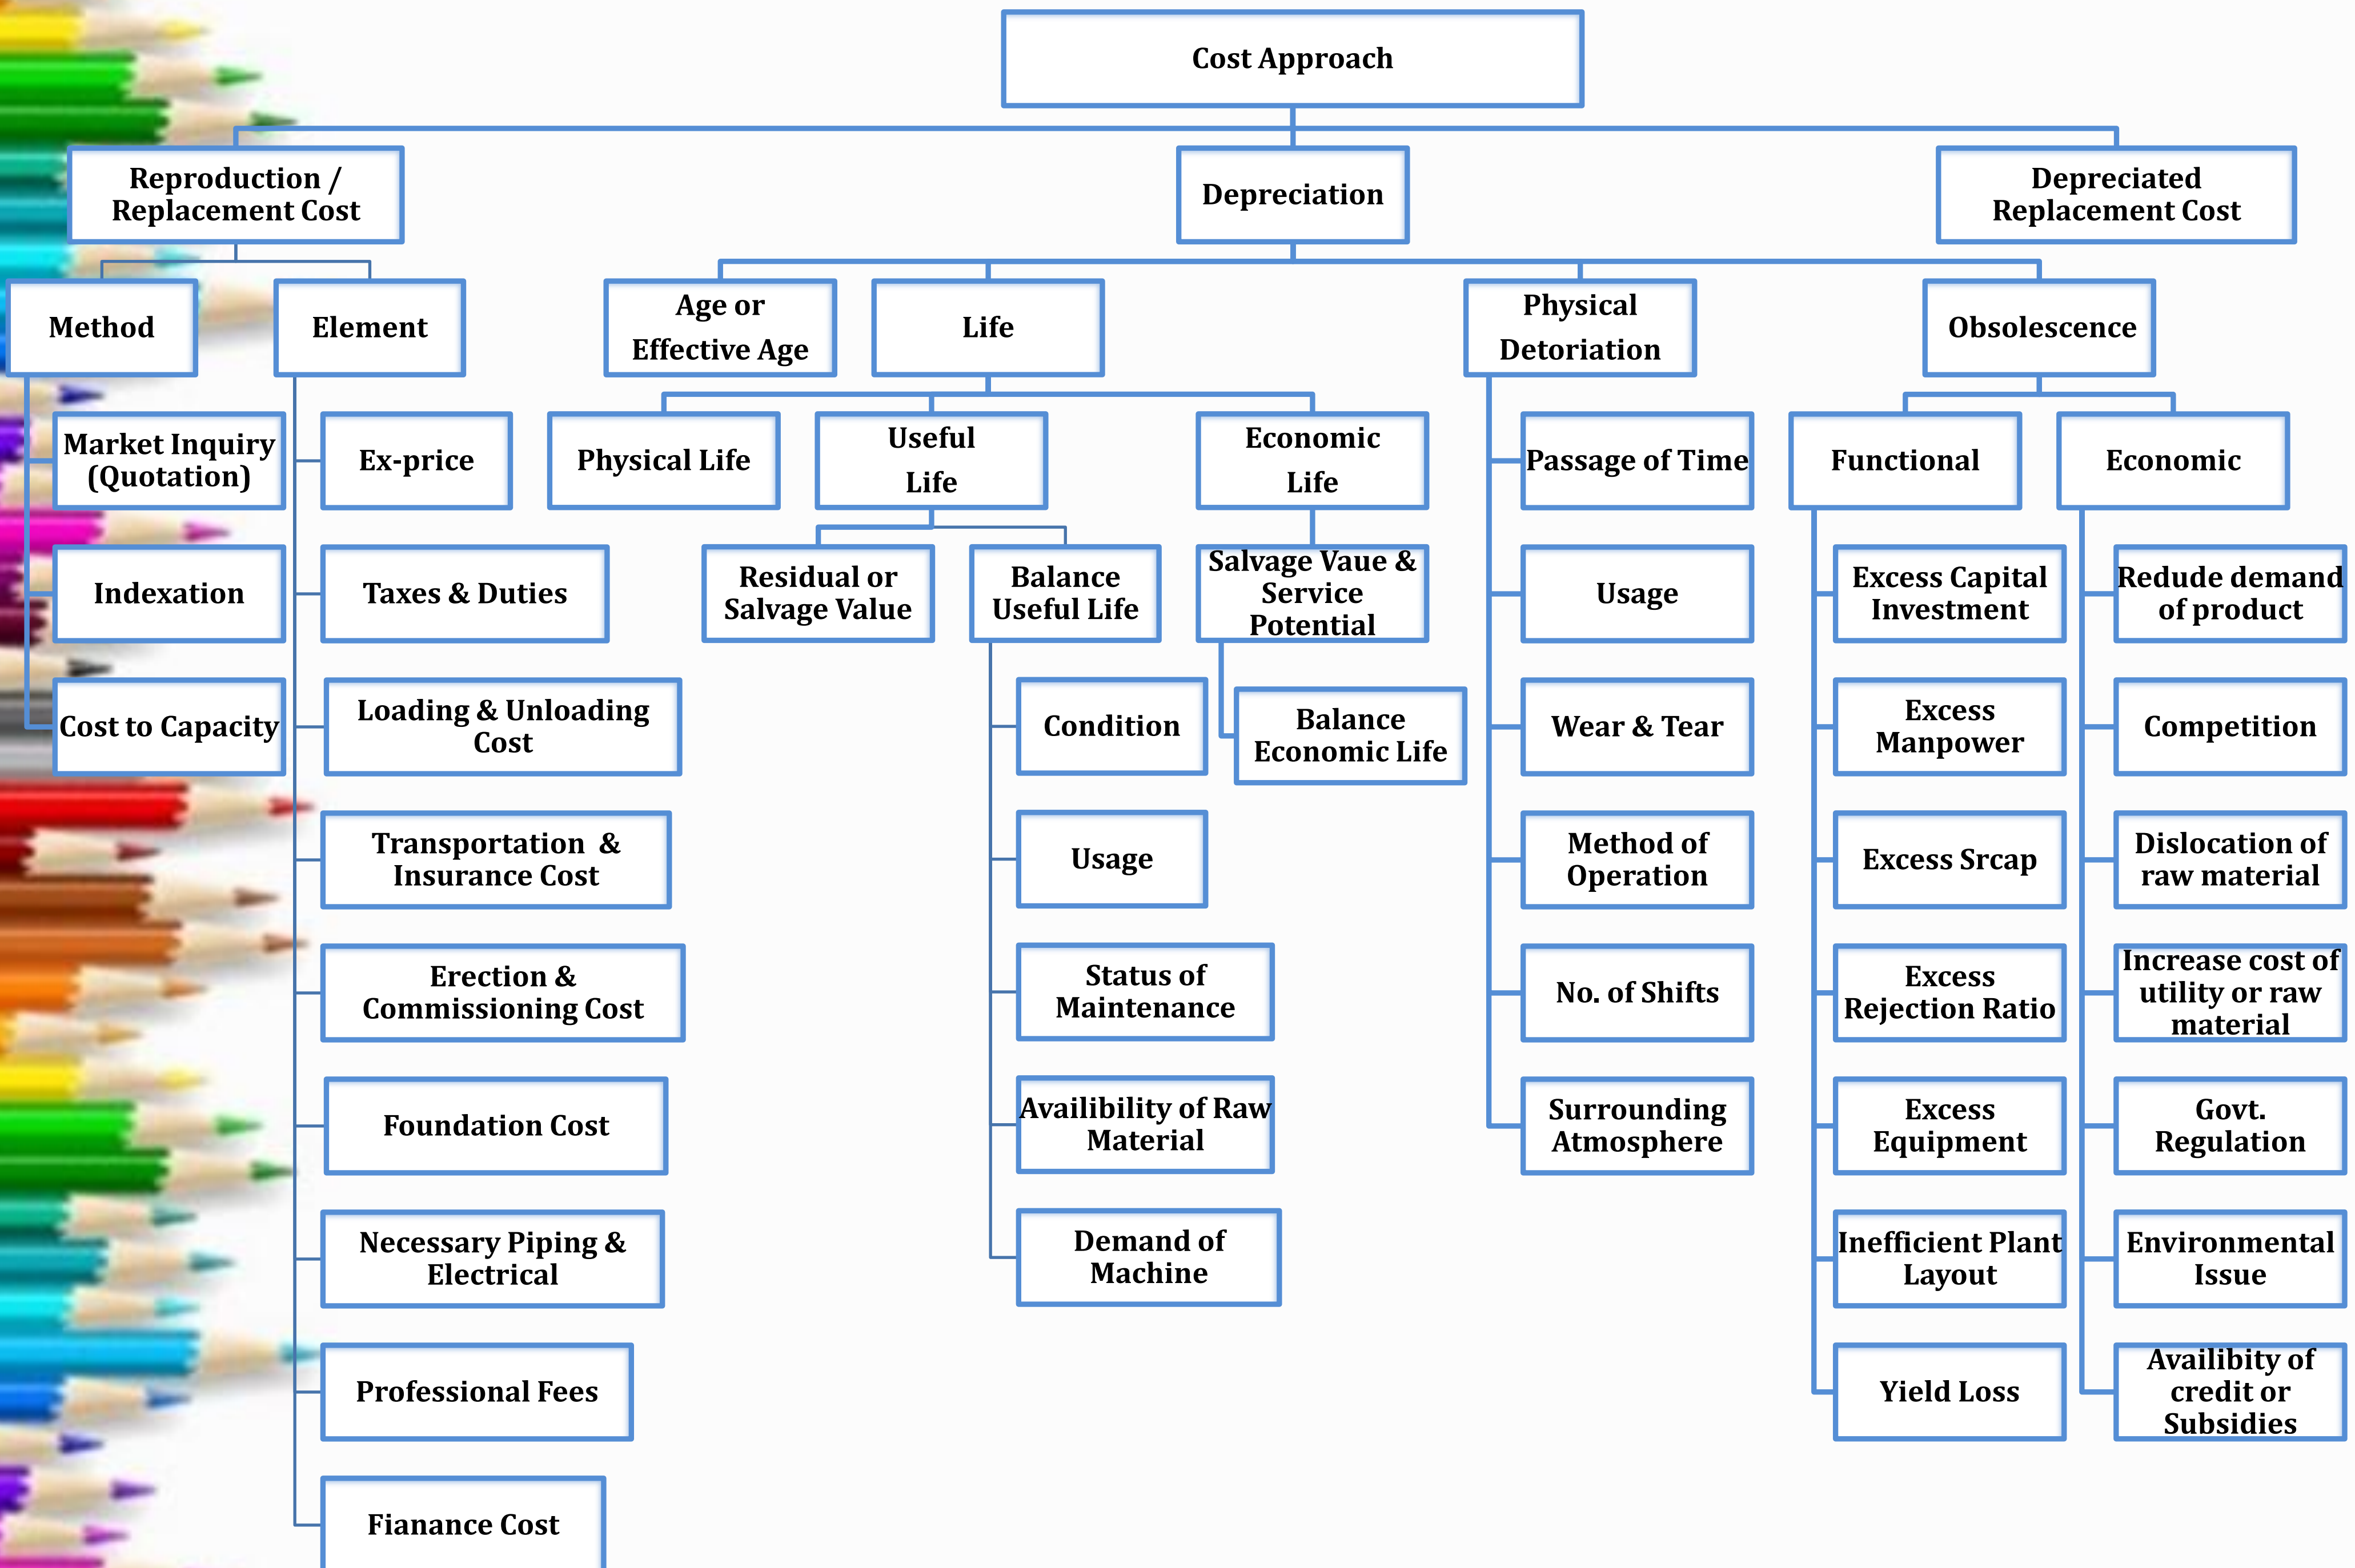 Cost Approach
Reproduction /
Replacement Cost
Depreciation
Depreciated
Replacement Cost
Method
Element
Age or
Effective Age
Life
Physical
Detoriation
Obsolescence
Market Inquiry
(Quotation)
Indexation
Cost to Capacity
Ex-price
Taxes & Duties
Loading & Unloading
Cost
Transportation  &
Insurance Cost
Erection &
Commissioning Cost
Foundation Cost
Necessary Piping &
Electrical
Professional Fees
Fianance Cost
Physical Life
Useful
Life
Economic
Life
Residual or
Salvage Value
Balance
Useful Life
Salvage Vaue &
Service
Potential
Condition
Usage
Status of
Maintenance
Availibility of Raw
Material
Demand of
Machine
Balance
Economic Life
Passage of Time
Usage
Wear & Tear
Method of
Operation
No. of Shifts
Surrounding
Atmosphere
Functional
Economic
Excess Capital
Investment
Excess
Manpower
Excess Srcap
Excess
Rejection Ratio
Excess
Equipment
Inefficient Plant
Layout
Yield Loss
Redude demand
of product
Competition
Dislocation of
raw material
Increase cost of
utility or raw
material
Govt.
Regulation
Environmental
Issue
Availibity of
credit or
Subsidies